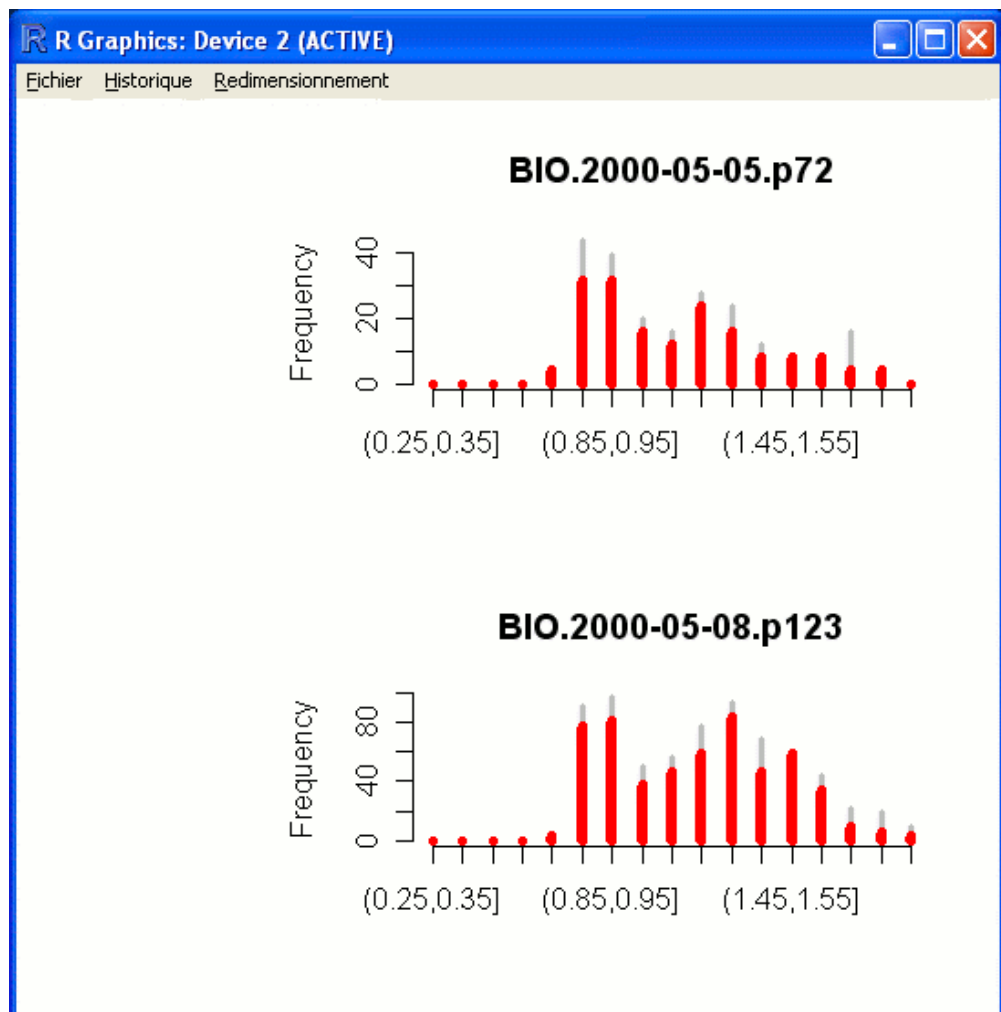 R Graphics: Device 2 (ACTIVE)
Fichier Historique Redimensionnement
BIO.2000-05-05.p72
Frequency
0 20 40
(0.25,0.35] (0.85,0.95] (1.45,1.55]
BIO.2000-05-08.p123
Frequency
0 40 80
(0.25,0.35] (0.85,0.95] (1.45,1.55]